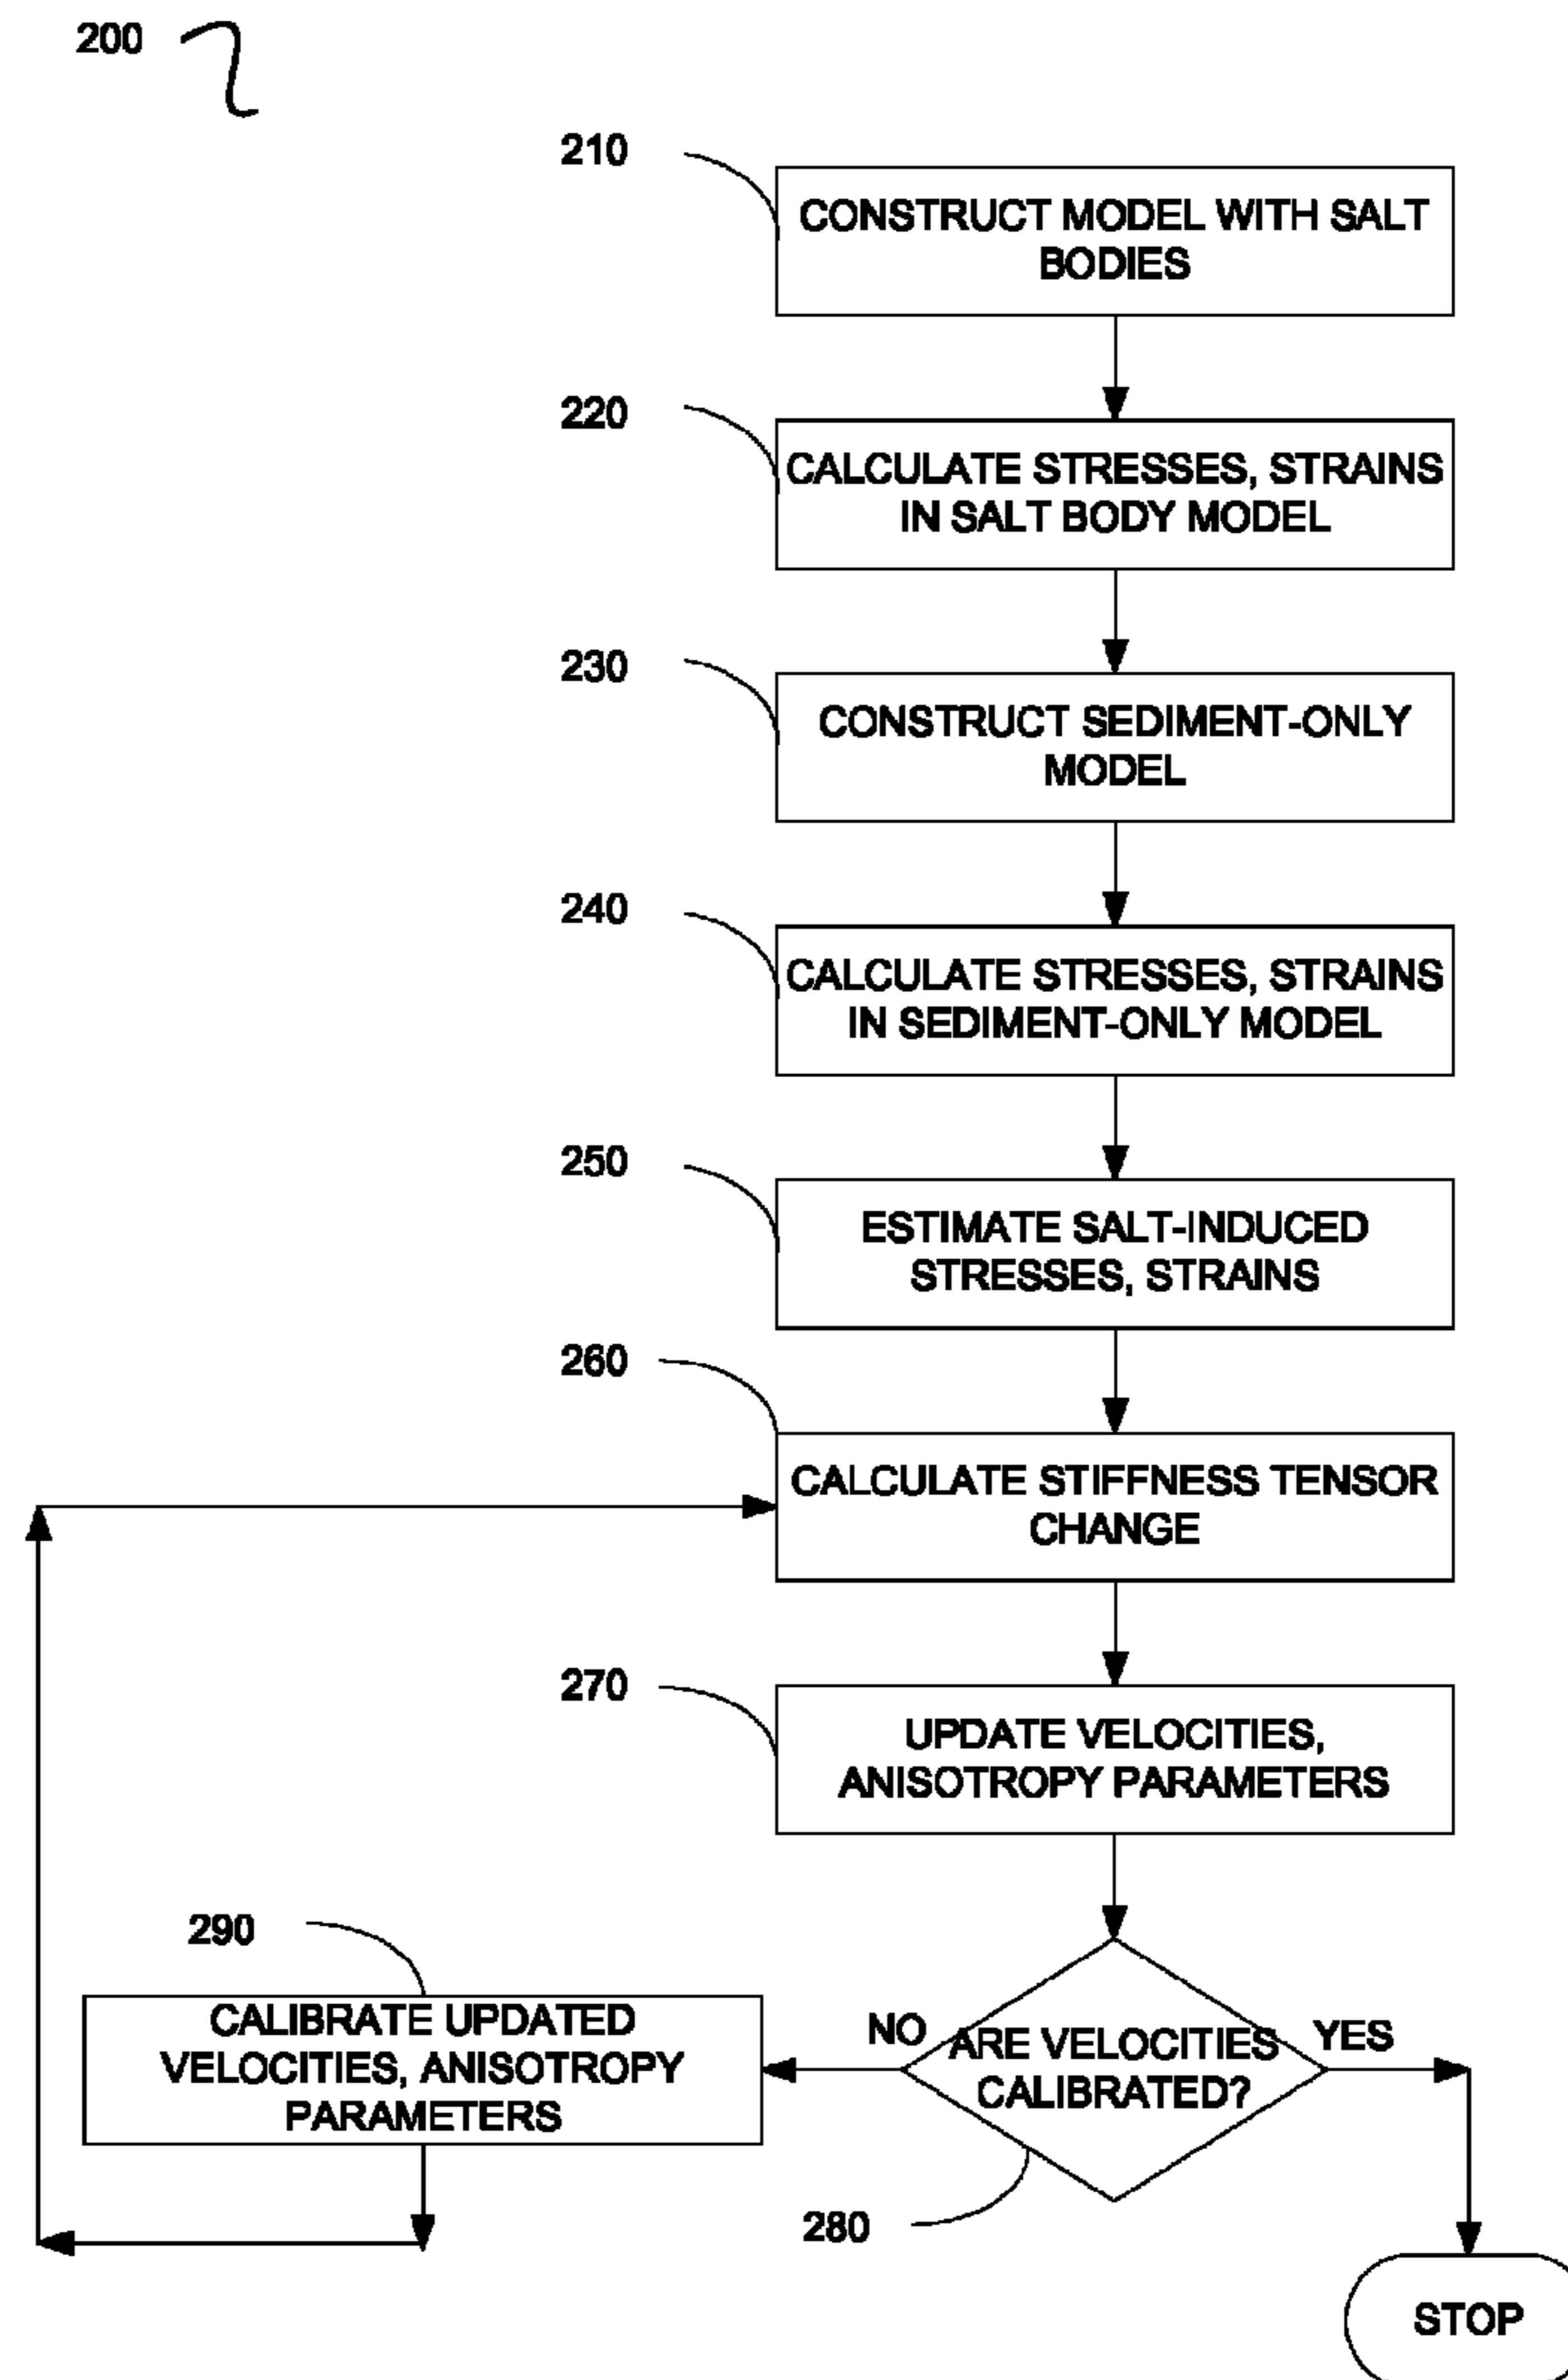 200
210
CONSTRUCT MODEL WITH SALT
BODIES
220
CALCULATE STRESSES, STRAINS
IN SALT BODY MODEL
230
CONSTRUCT SEDIMENT-ONLY
MODEL
240
CALCULATE STRESSES, STRAINS
IN SEDIMENT-ONLY MODEL
250
ESTIMATE SALT-INDUCED
STRESSES, STRAINS
260
CALCULATE STIFFNESS TENSOR
CHANGE
270
UPDATE VELOCITIES,
ANISOTROPY PARAMETERS
290
CALIBRATE UPDATED
VELOCITIES, ANISOTROPY
PARAMETERS
NO
ARE VELOCITIES
CALIBRATED?
YES
280
STOP